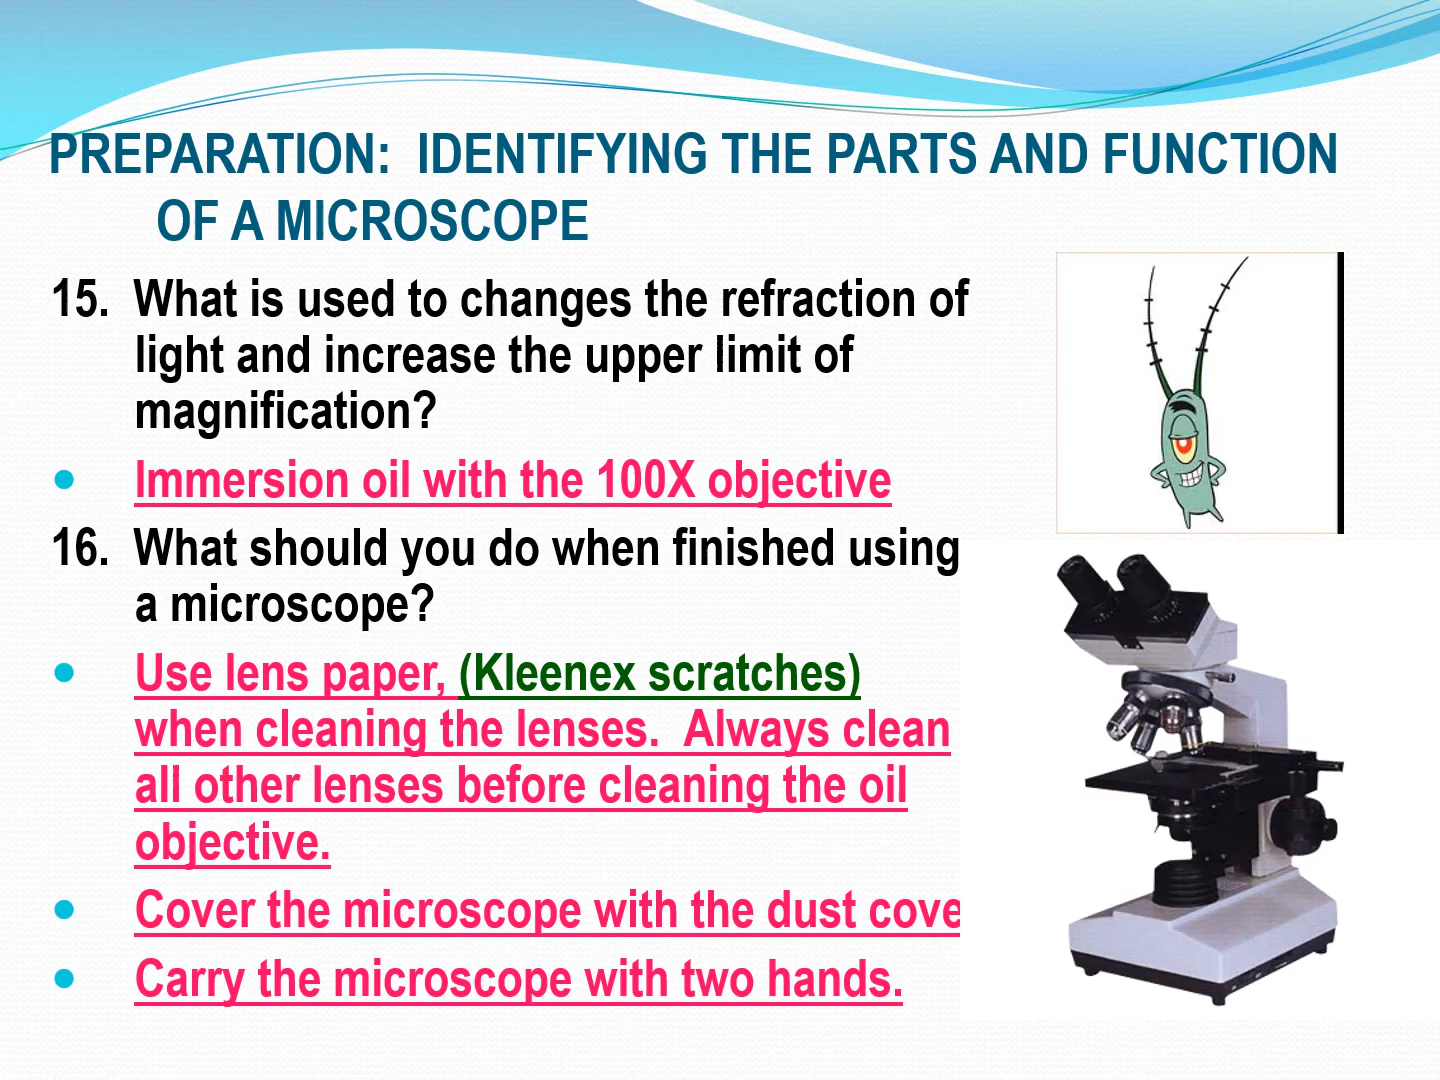 PREPARATION:  IDENTIFYING THE PARTS AND FUNCTION
OF A MICROSCOPE
15.  What is used to changes the refraction of
light and increase the upper limit of
magnification?
Immersion oil with the 100X objective
16.  What should you do when finished using
a microscope?
Use lens paper, (Kleenex scratches)
when cleaning the lenses.  Always clean
all other lenses before cleaning the oil
objective.
Cover the microscope with the dust cove
Carry the microscope with two hands.